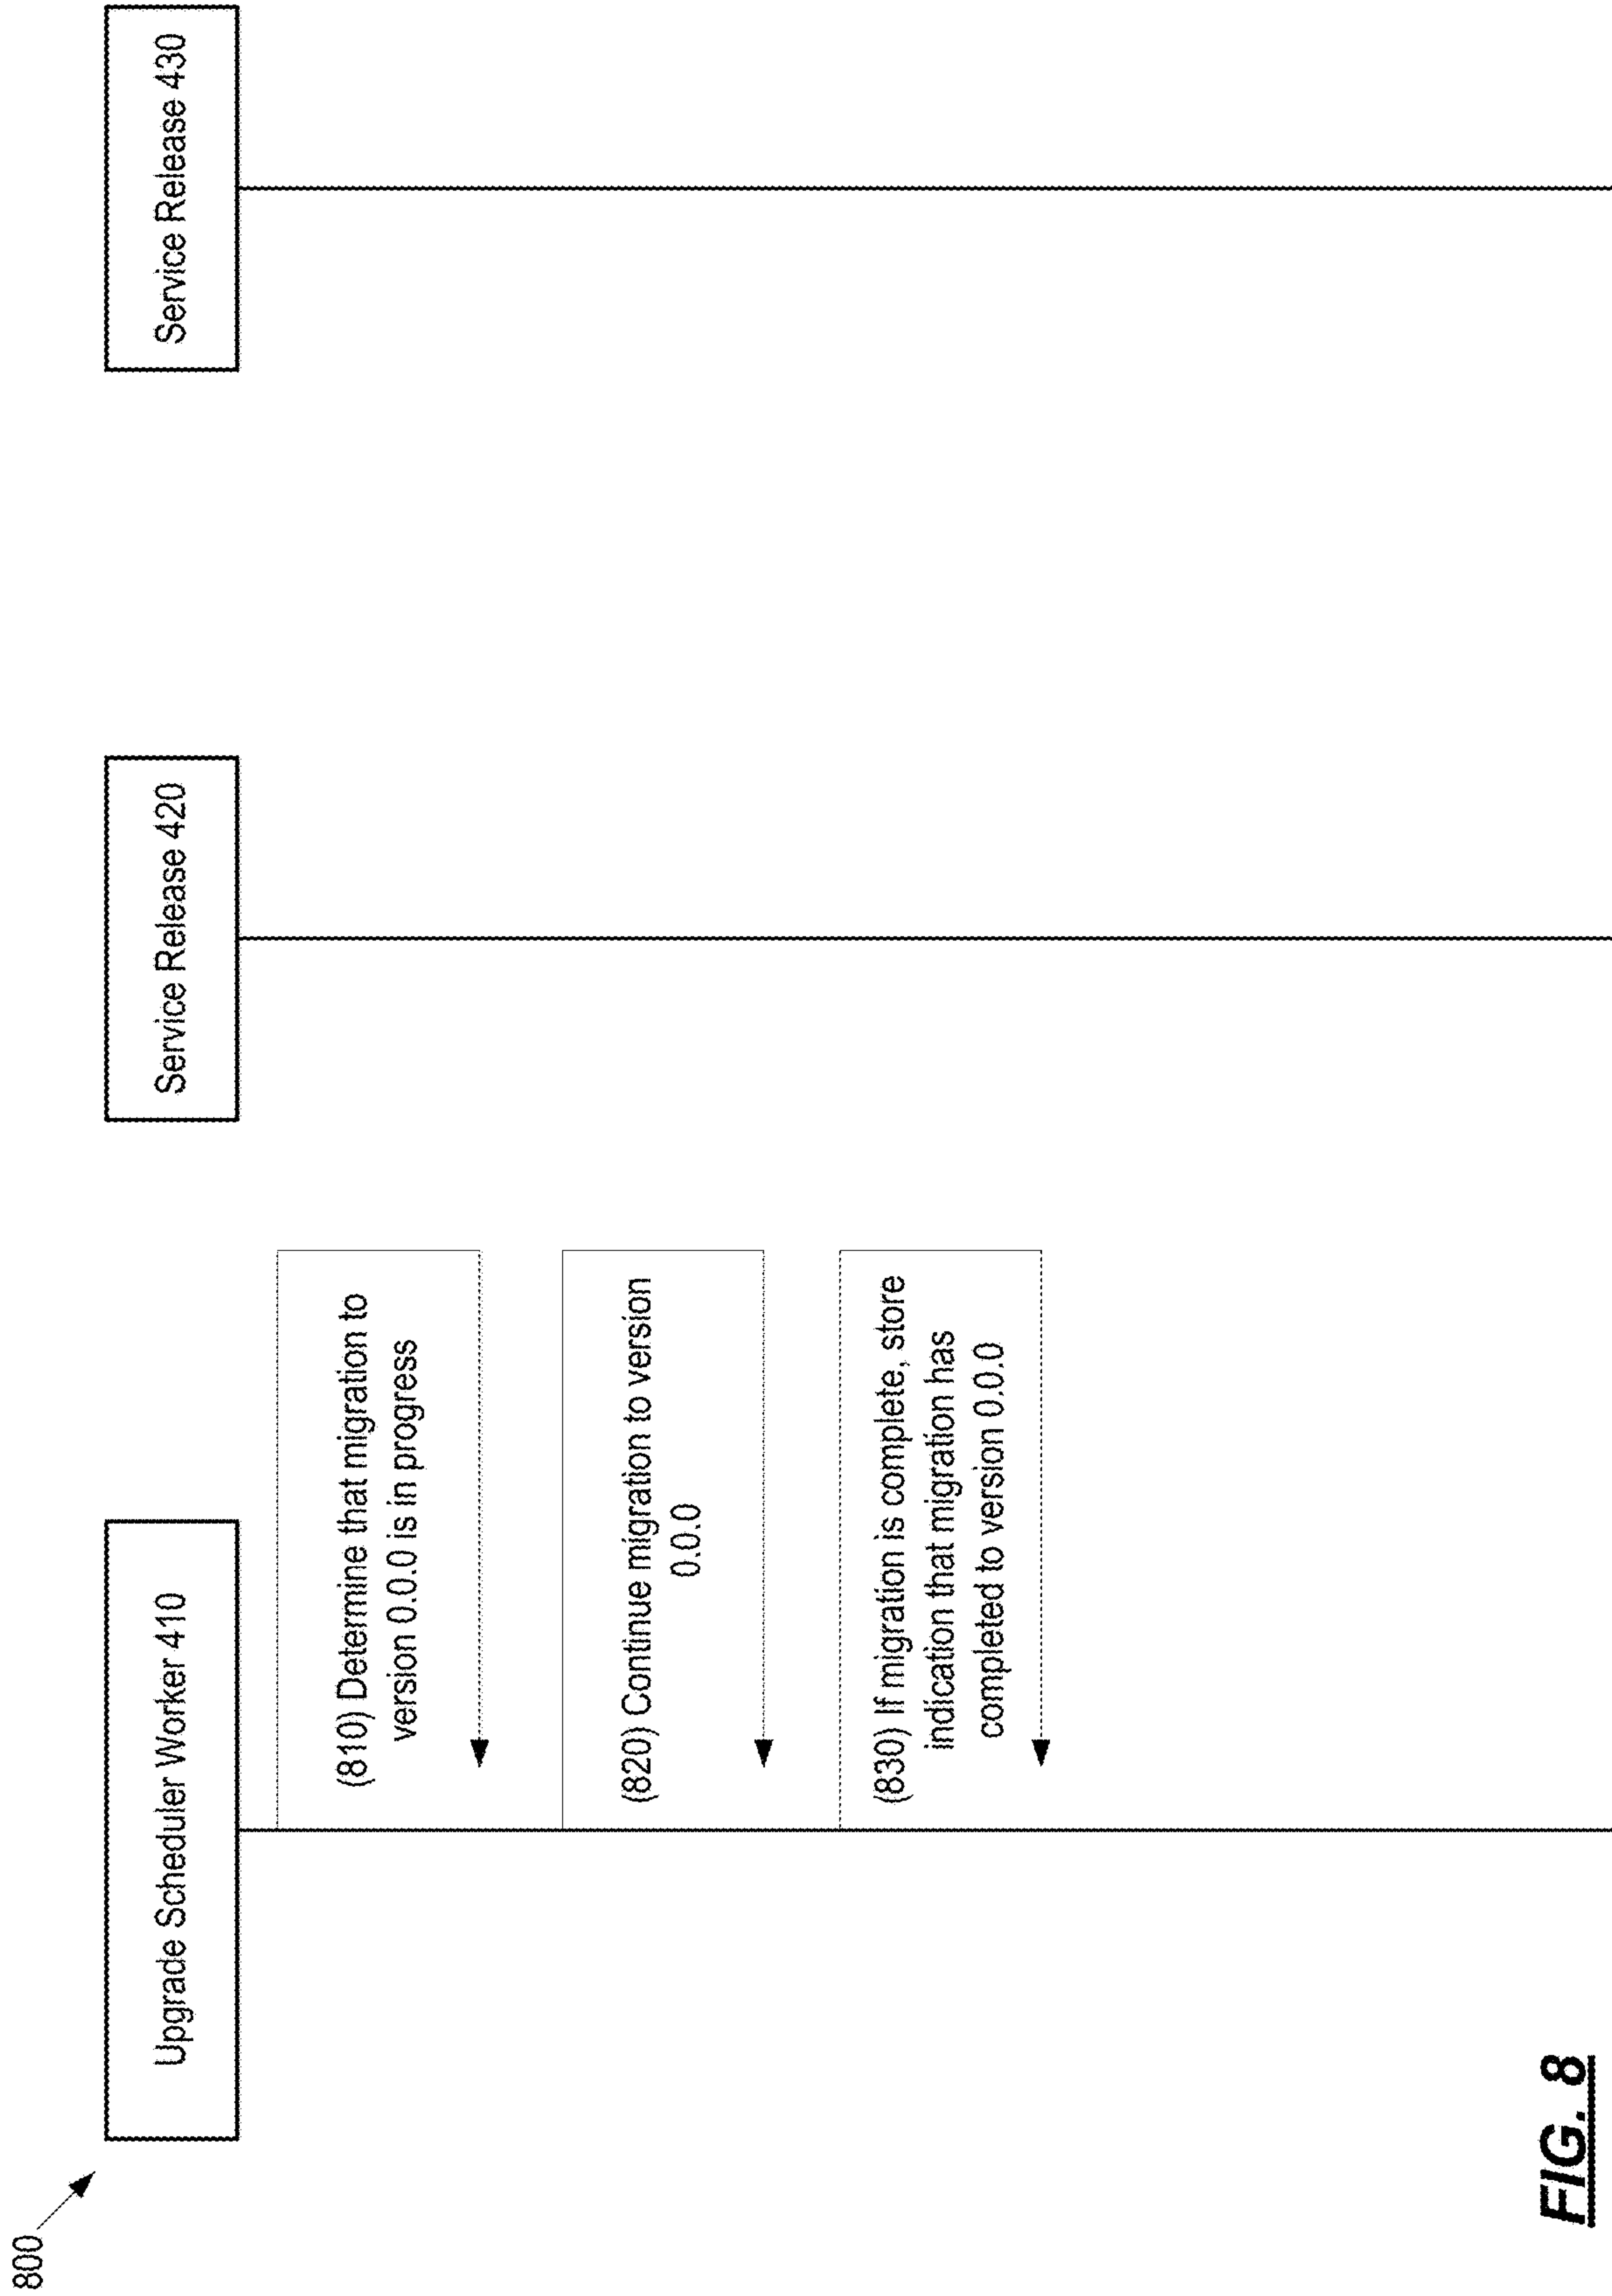 800
Upgrade Scheduler Worker 410
Service Release 420
Service Release 430
(810) Determine that migration to
version 0.0.0 is in progress
(820) Continue migration to version
0.0.0
(830) If migration is complete, store
indication that migration has
completed to version 0.0.0
FIG. 8